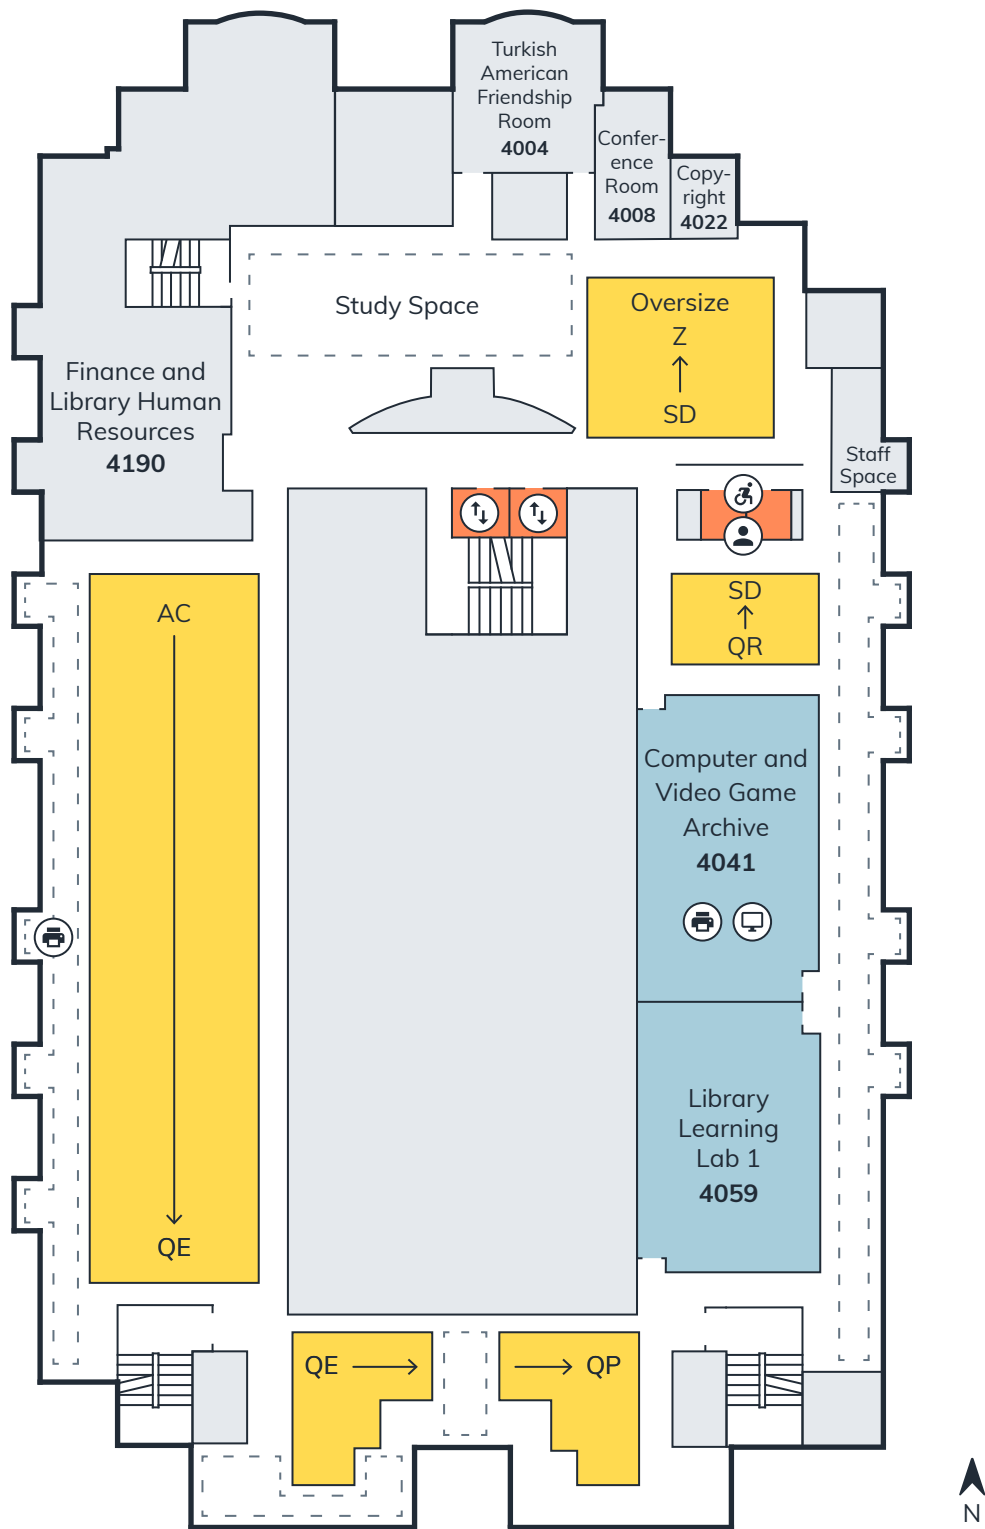 Turkish
American
Friendship
Room
4004
Confer-
ence
Room
4008
Copy-
right
4022
Study Space
Oversize
Z
SD
Finance and
Library Human
Resources
4190
Staff
Space
AC
SD
QR
Computer and
Video Game
Archive
4041
Library
Learning
Lab 1
4059
QE
QE
QP
N